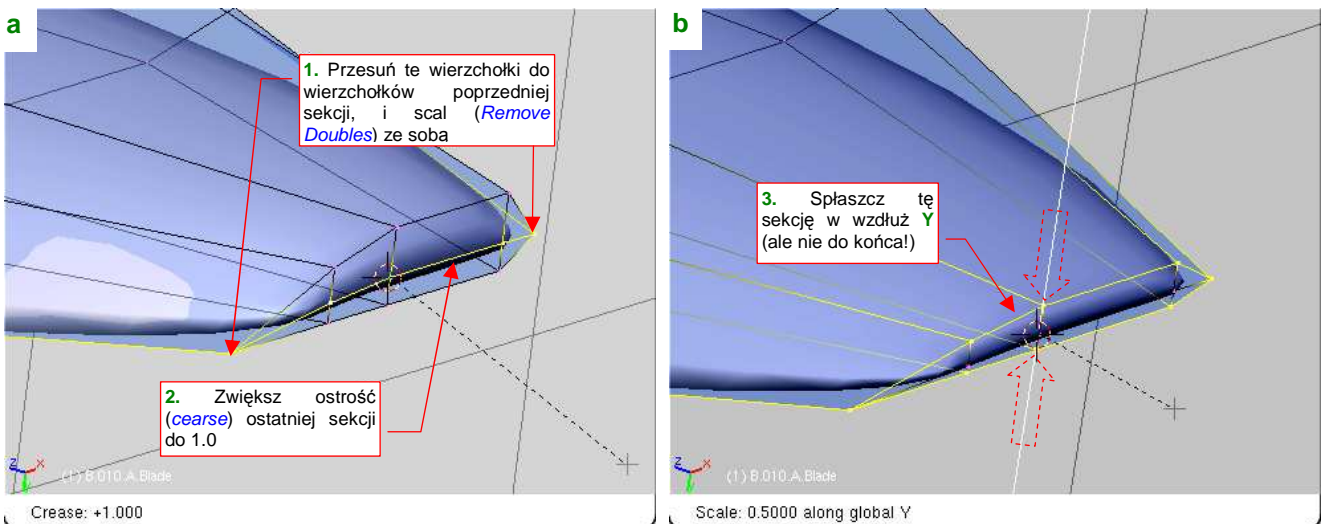 a
1. Przesuń te wierzchołki do
wierzchołków poprzedniej
sekcji, i scal (Remove
Doubles) ze sobą
2. Zwiększ ostrość
(cearse) ostatniej sekcji
do 1.0
z x
y
(1) B.010.A.Blade
Crease: +1.000
b
3. Spłaszcz tę
sekcję w wzdłuż Y
(ale nie do końca!)
z x
y
(1) B.010.A.Blade
Scale: 0.5000 along global Y